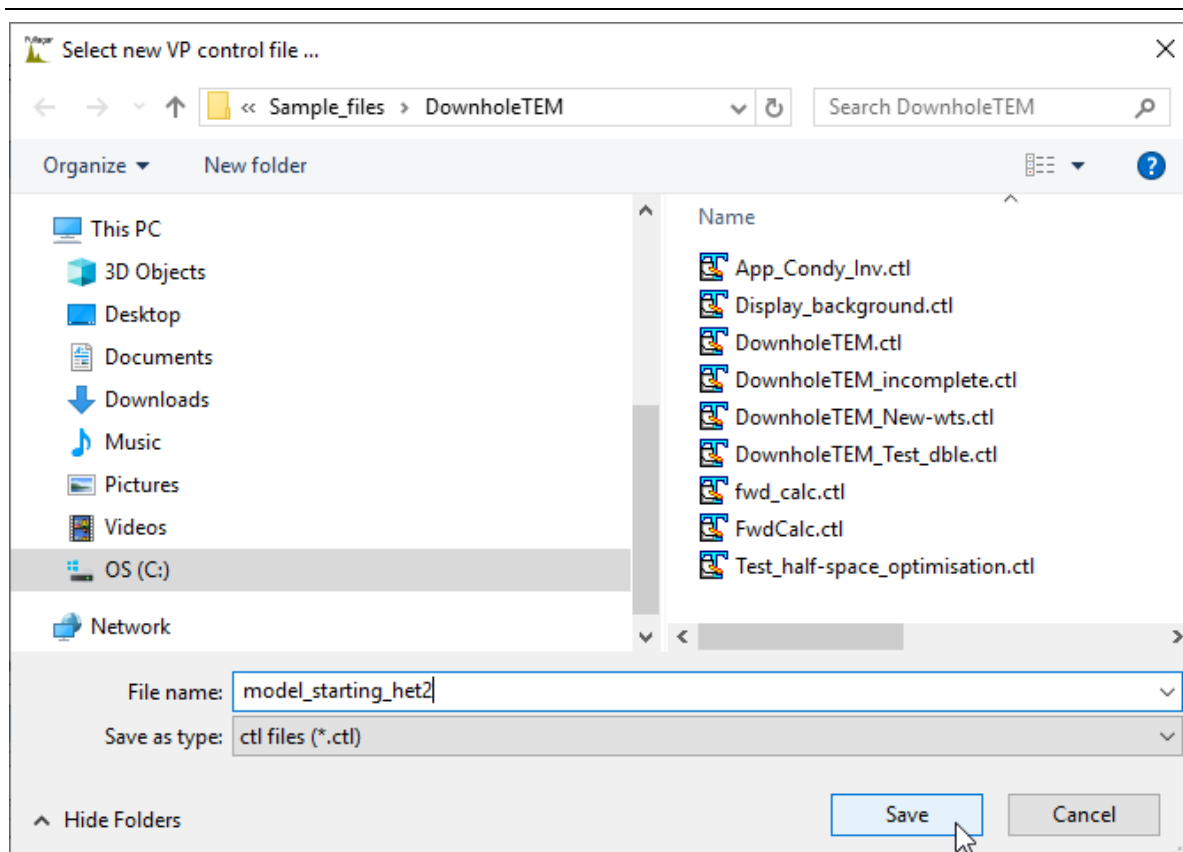 Select new VP control file ...
« Sample_files > DownholeTEM
Search DownholeTEM
Organize
New folder
?
This PC
3D Objects
Desktop
Documents
Downloads
Music
Pictures
Videos
OS (C:)
Network
Name
App_Condy_Inv.ctl
Display_background.ctl
DownholeTEM.ctl
DownholeTEM_incomplete.ctl
DownholeTEM_New-wts.ctl
DownholeTEM_Test_dble.ctl
fwd_calc.ctl
FwdCalc.ctl
Test_half-space_optimisation.ctl
File name: model_starting_het2
Save as type: ctl files (*.ctl)
Hide Folders
Save
Cancel